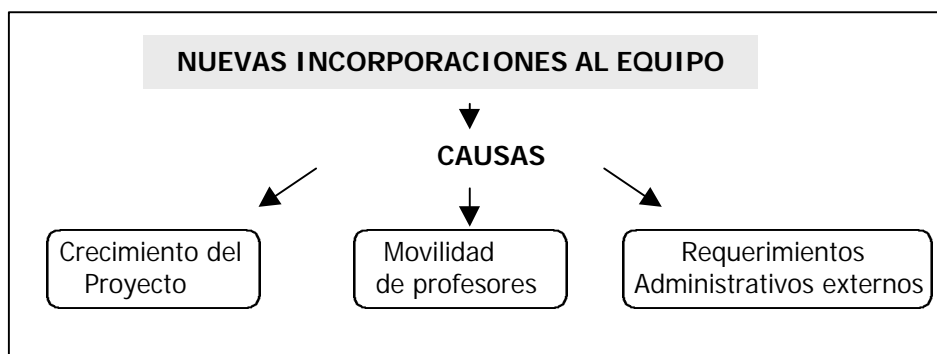 NUEVAS INCORPORACIONES AL EQUIPO
CAUSAS
Crecimiento del
Proyecto
Movilidad
de profesores
Requerimientos
Administrativos externos